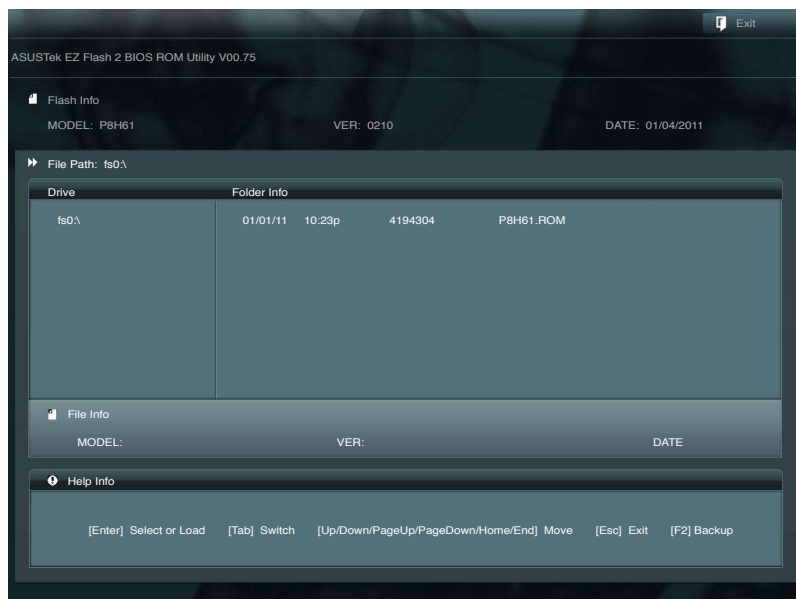 Exit
ASUSTek EZ Flash 2 BIOS ROM Utility V00.75
Flash Info
MODEL: P8H61 VER: 0210 DATE: 01/04/2011
File Path: fs0:\
Drive Folder Info
fs0:\ 01/01/11 10:23p 4194304 P8H61.ROM
File Info
MODEL: VER: DATE
Help Info
[Enter] Select or Load [Tab] Switch [Up/Down/PageUp/PageDown/Home/End] Move [Esc] Exit [F2] Backup